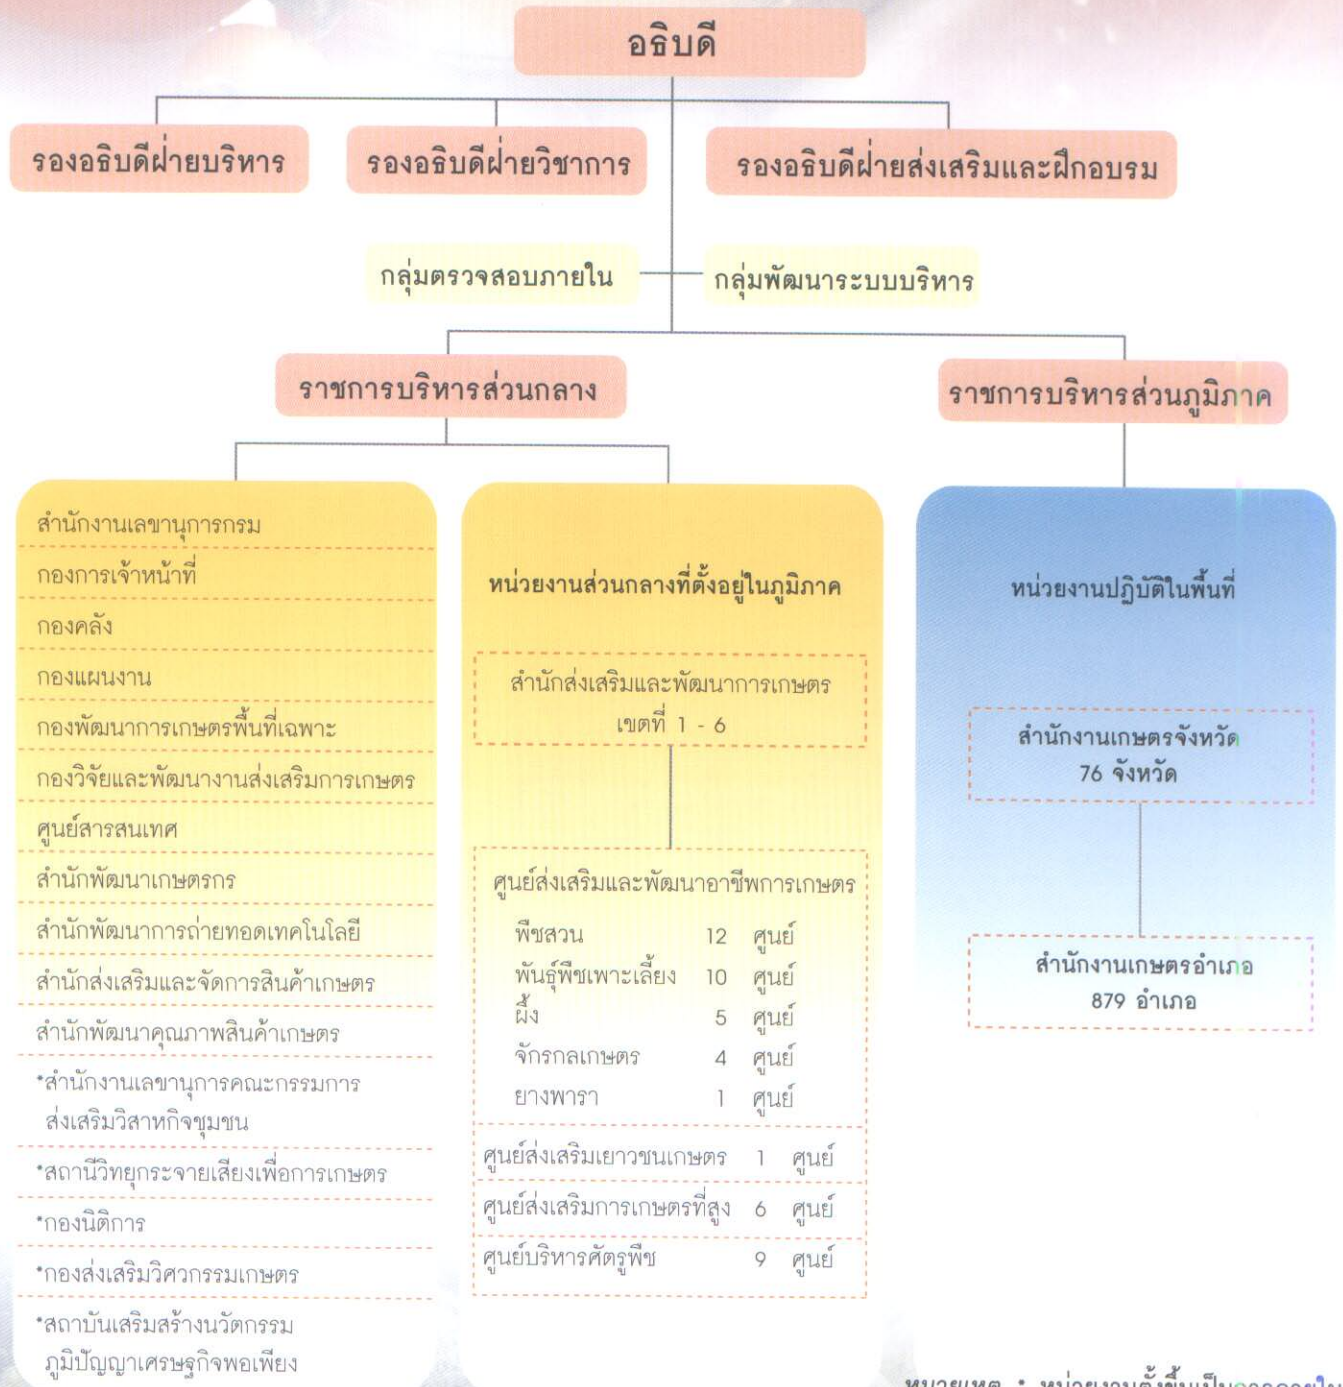 อธิบดี
รองอธิบดีฝ่ายบริหาร
รองอธิบดีฝ่ายวิชาการ
รองอธิบดีฝ่ายส่งเสริมและฝึกอบรม
กลุ่มตรวจสอบภายใน
กลุ่มพัฒนาระบบบริหาร
ราชการบริหารส่วนกลาง
ราชการบริหารส่วนภูมิภาค
สำนักงานเลขานุการกรม
กองการเจ้าหน้าที่
กองคลัง
กองแผนงาน
กองพัฒนาการเกษตรพื้นที่เฉพาะ
กองวิจัยและพัฒนางานส่งเสริมการเกษตร
ศูนย์สารสนเทศ
สำนักพัฒนาเกษตรกร
สำนักพัฒนาการถ่ายทอดเทคโนโลยี
สำนักส่งเสริมและจัดการสินค้าเกษตร
สำนักพัฒนาคุณภาพสินค้าเกษตร
*สำนักงานเลขานุการคณะกรรมการ
ส่งเสริมวิสาหกิจชุมชน
*สถานีวิทยุกระจายเสียงเพื่อการเกษตร
*กองนิติการ
*กองส่งเสริมวิศวกรรมเกษตร
*สถาบันเสริมสร้างนวัตกรรม
ภูมิปัญญาเศรษฐกิจพอเพียง
หน่วยงานส่วนกลางที่ตั้งอยู่ในภูมิภาค
สำนักส่งเสริมและพัฒนาการเกษตร
เขตที่ 1 - 6
ศูนย์ส่งเสริมและพัฒนาอาชีพการเกษตร
พืชสวน 12 ศูนย์
พันธุ์พืชเพาะเลี้ยง 10 ศูนย์
ผึ้ง 5 ศูนย์
จักรกลเกษตร 4 ศูนย์
ยางพารา 1 ศูนย์
ศูนย์ส่งเสริมเยาวชนเกษตร 1 ศูนย์
ศูนย์ส่งเสริมการเกษตรที่สูง 6 ศูนย์
ศูนย์บริหารศัตรูพืช 9 ศูนย์
หน่วยงานปฏิบัติในพื้นที่
สำนักงานเกษตรจังหวัด
76 จังหวัด
สำนักงานเกษตรอำเภอ
879 อำเภอ
หมายเหตุ * หน่วยงานตั้งขึ้นเป็นการภายใน